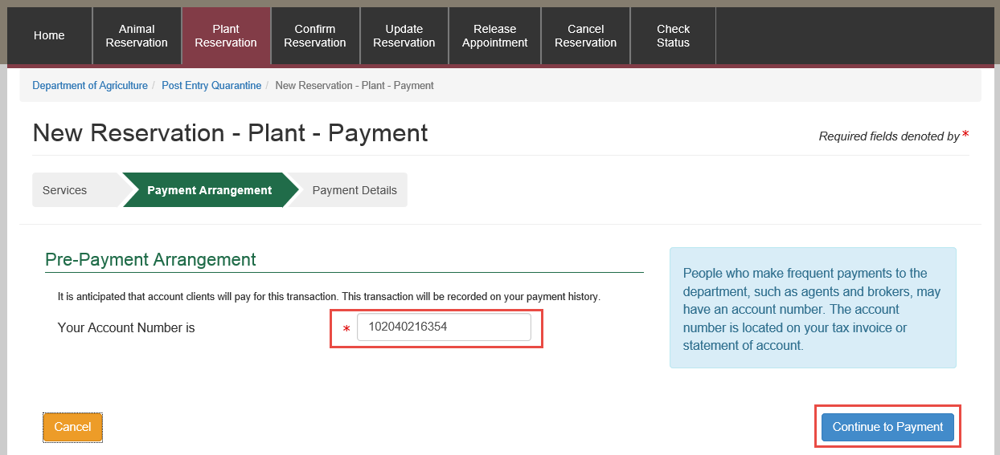 Home
Animal
Reservation
Plant
Reservation
Confirm
Reservation
Update
Reservation
Release
Appointment
Cancel
Reservation
Check
Status
Department of Agriculture / Post Entry Quarantine / New Reservation - Plant - Payment
New Reservation - Plant - Payment
Required fields denoted by *
Services
Payment Arrangement
Payment Details
Pre-Payment Arrangement
It is anticipated that account clients will pay for this transaction. This transaction will be recorded on your payment history.
Your Account Number is * 102040216354
People who make frequent payments to the
department, such as agents and brokers, may
have an account number. The account
number is located on your tax invoice or
statement of account.
Cancel
Continue to Payment